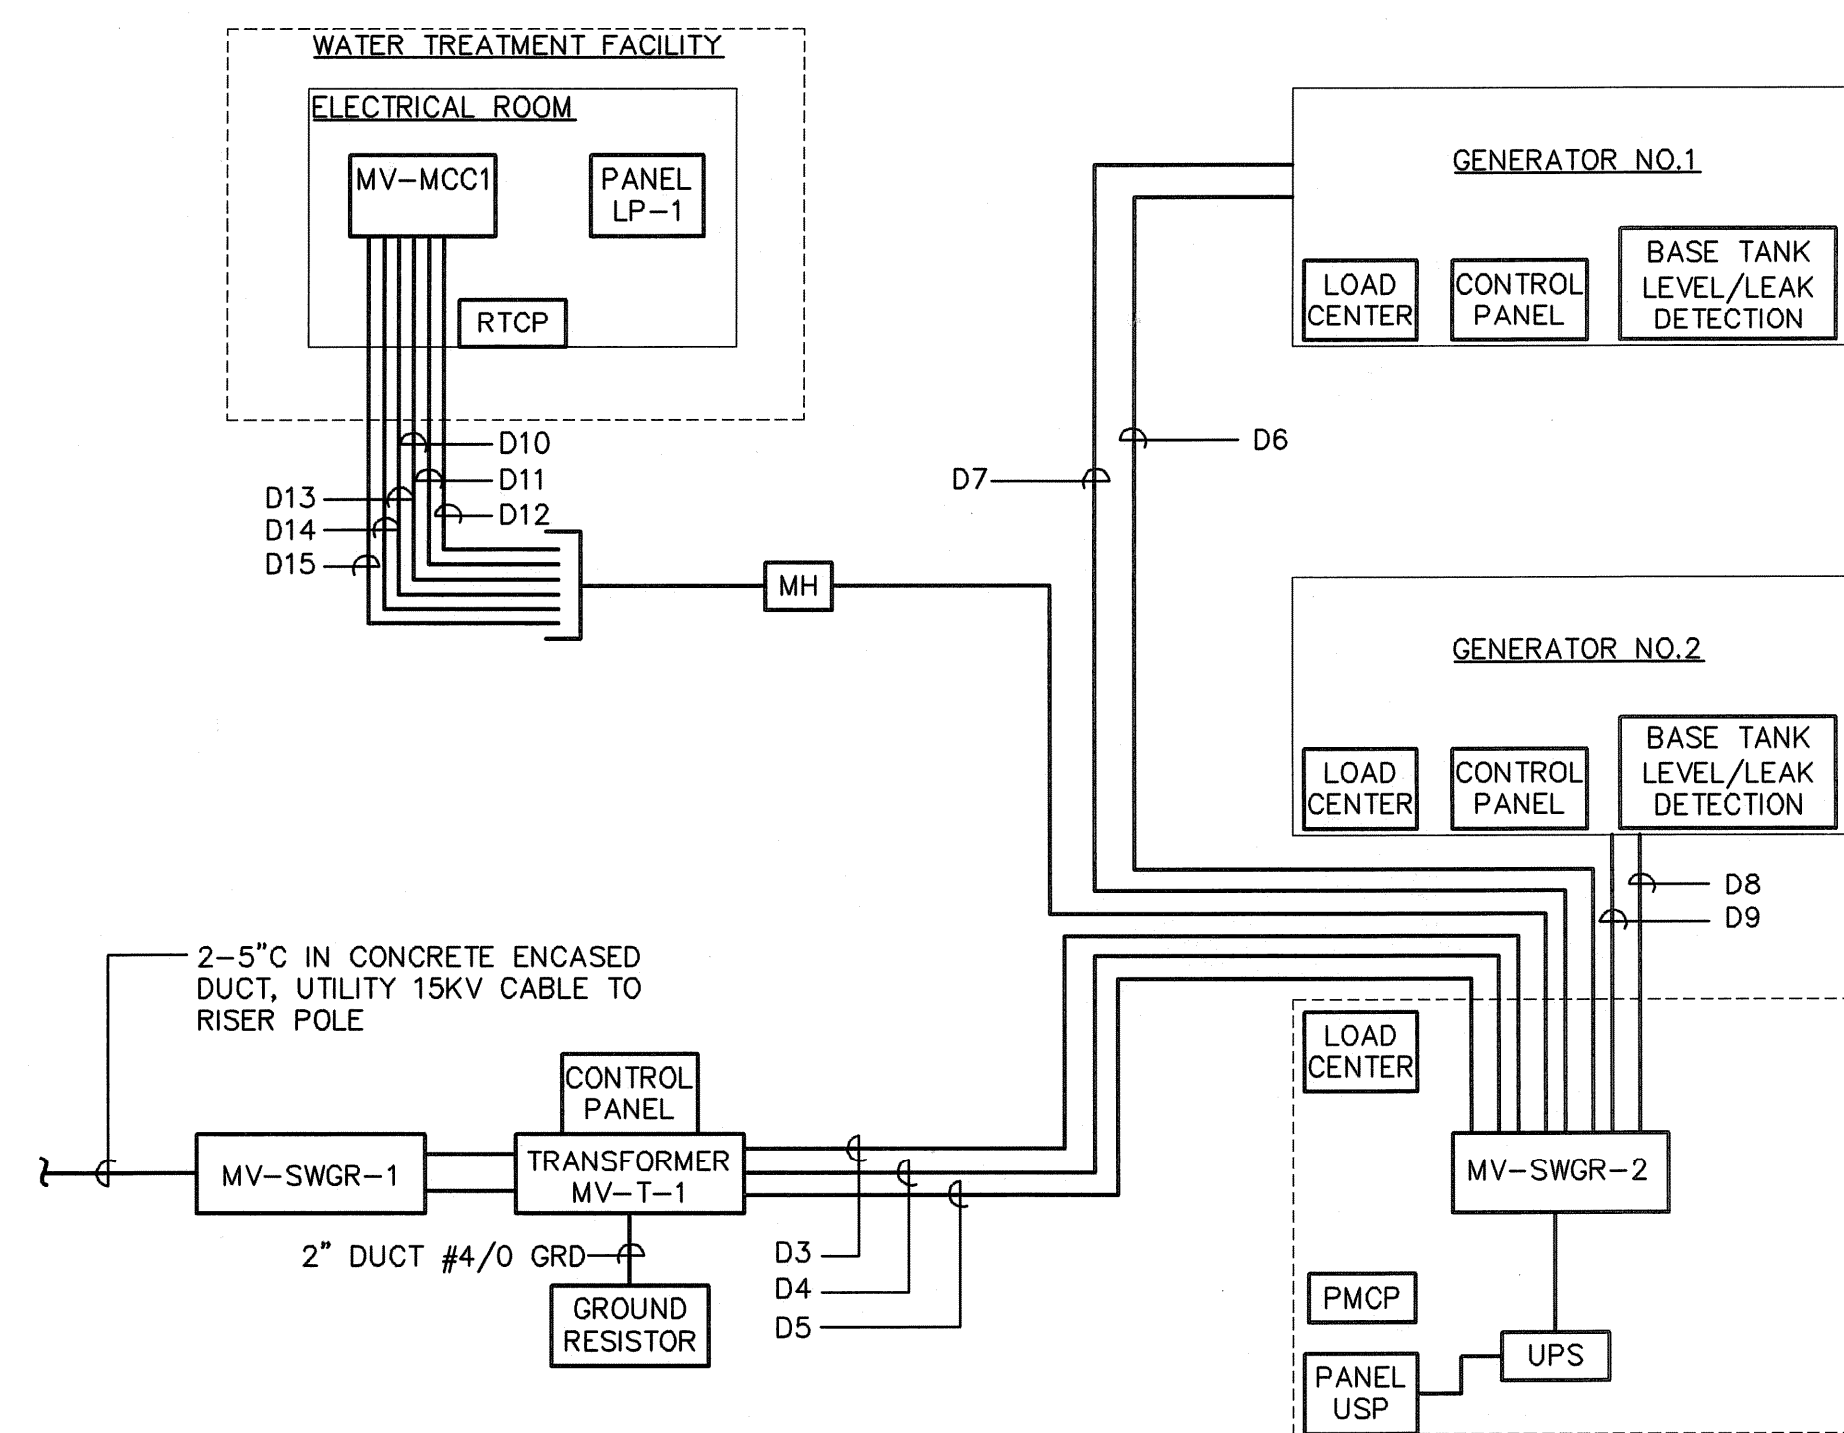 WATER TREATMENT FACILITY
ELECTRICAL ROOM
MV-MCC1
PANEL
LP-1
RTCP
D10
D11
D12
D13
D14
D15
MH
GENERATOR NO.1
LOAD
CENTER
CONTROL
PANEL
BASE TANK
LEVEL/LEAK
DETECTION
D6
D7
GENERATOR NO.2
LOAD
CENTER
CONTROL
PANEL
BASE TANK
LEVEL/LEAK
DETECTION
D8
D9
2-5"C IN CONCRETE ENCASED
DUCT, UTILITY 15KV CABLE TO
RISER POLE
CONTROL
PANEL
MV-SWGR-1
TRANSFORMER
MV-T-1
2" DUCT #4/0 GRD
GROUND
RESISTOR
D3
D4
D5
LOAD
CENTER
MV-SWGR-2
PMCP
UPS
PANEL
USP